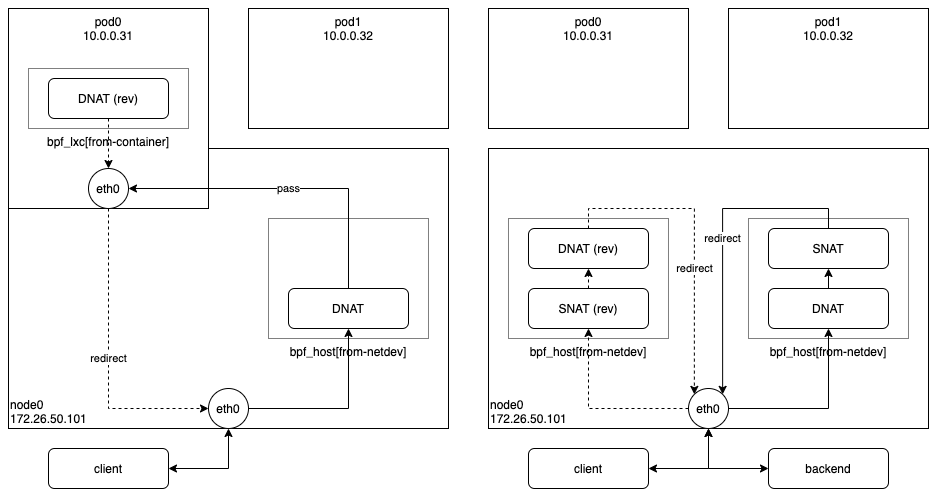 pod0
10.0.0.31
DNAT (rev)
bpf_lxc[from-container]
eth0
pass
DNAT
bpf_host[from-netdev]
redirect
node0
172.26.50.101
eth0
client
pod1
10.0.0.32
pod0
10.0.0.31
pod1
10.0.0.32
DNAT (rev)
SNAT (rev)
bpf_host[from-netdev]
redirect
redirect
SNAT
DNAT
bpf_host[from-netdev]
node0
172.26.50.101
eth0
client
backend